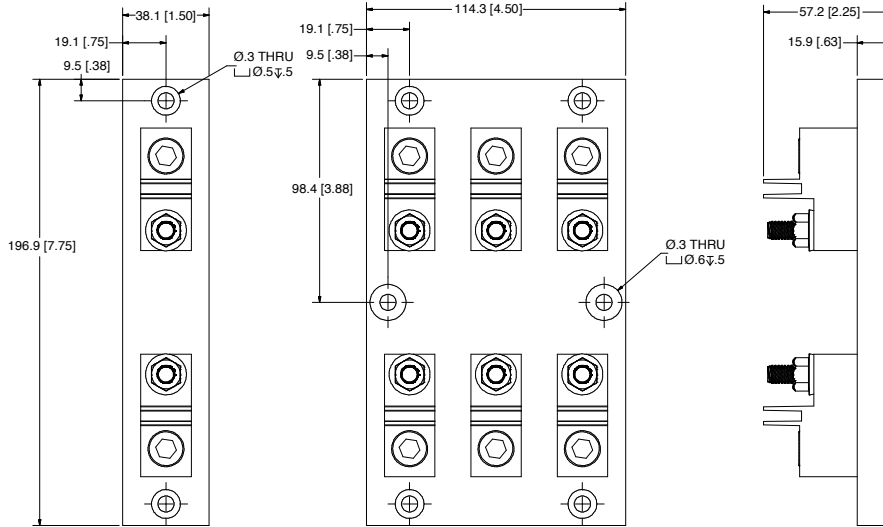 38.1 [1.50]
19.1 [.75]
9.5 [.38]
Ø.3 THRU
⌴Ø.5↧.5
196.9 [7.75]
114.3 [4.50]
19.1 [.75]
9.5 [.38]
98.4 [3.88]
Ø.3 THRU
⌴Ø.6↧.5
57.2 [2.25]
15.9 [.63]